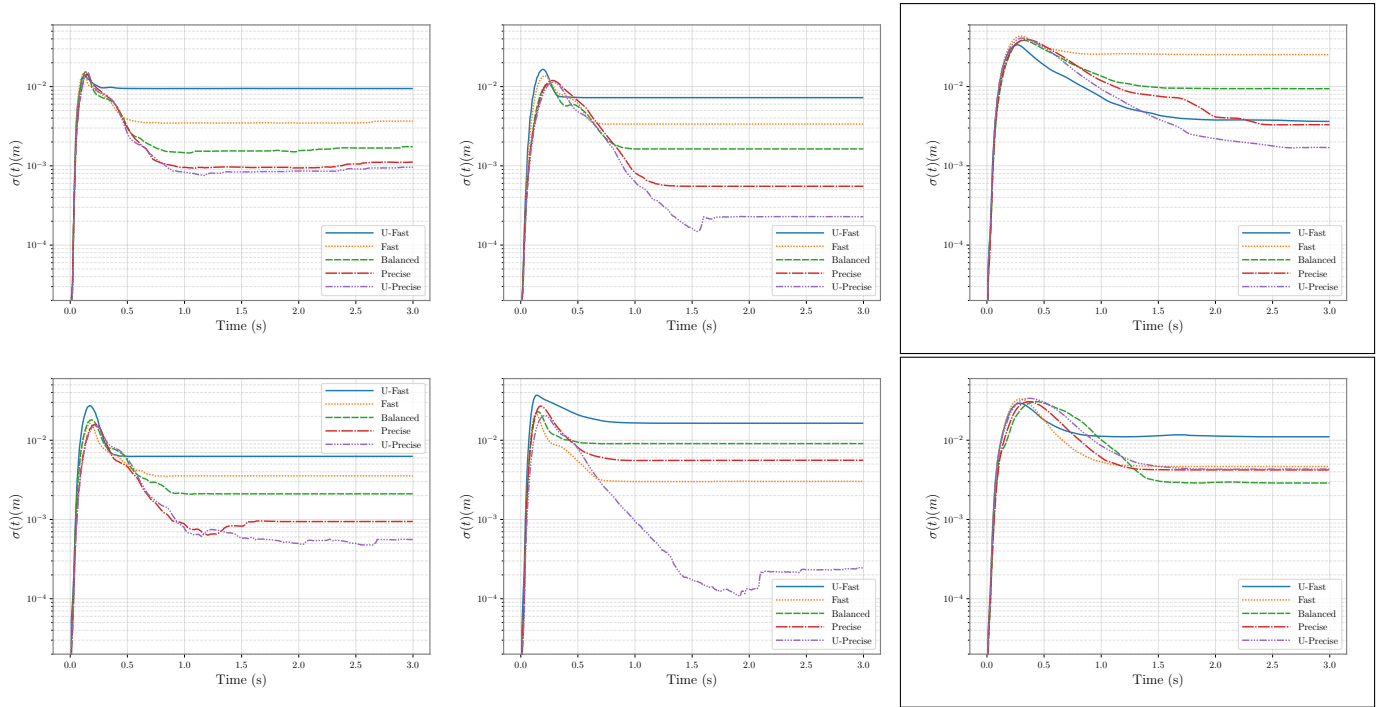 σ(t)(m)
10⁻²
10⁻³
10⁻⁴
U-Fast
Fast
Balanced
Precise
U-Precise
0.0 0.5 1.0 1.5 2.0 2.5 3.0
Time (s)
σ(t)(m)
10⁻²
10⁻³
10⁻⁴
U-Fast
Fast
Balanced
Precise
U-Precise
0.0 0.5 1.0 1.5 2.0 2.5 3.0
Time (s)
σ(t)(m)
10⁻²
10⁻³
10⁻⁴
U-Fast
Fast
Balanced
Precise
U-Precise
0.0 0.5 1.0 1.5 2.0 2.5 3.0
Time (s)
σ(t)(m)
10⁻²
10⁻³
10⁻⁴
U-Fast
Fast
Balanced
Precise
U-Precise
0.0 0.5 1.0 1.5 2.0 2.5 3.0
Time (s)
σ(t)(m)
10⁻²
10⁻³
10⁻⁴
U-Fast
Fast
Balanced
Precise
U-Precise
0.0 0.5 1.0 1.5 2.0 2.5 3.0
Time (s)
σ(t)(m)
10⁻²
10⁻³
10⁻⁴
U-Fast
Fast
Balanced
Precise
U-Precise
0.0 0.5 1.0 1.5 2.0 2.5 3.0
Time (s)